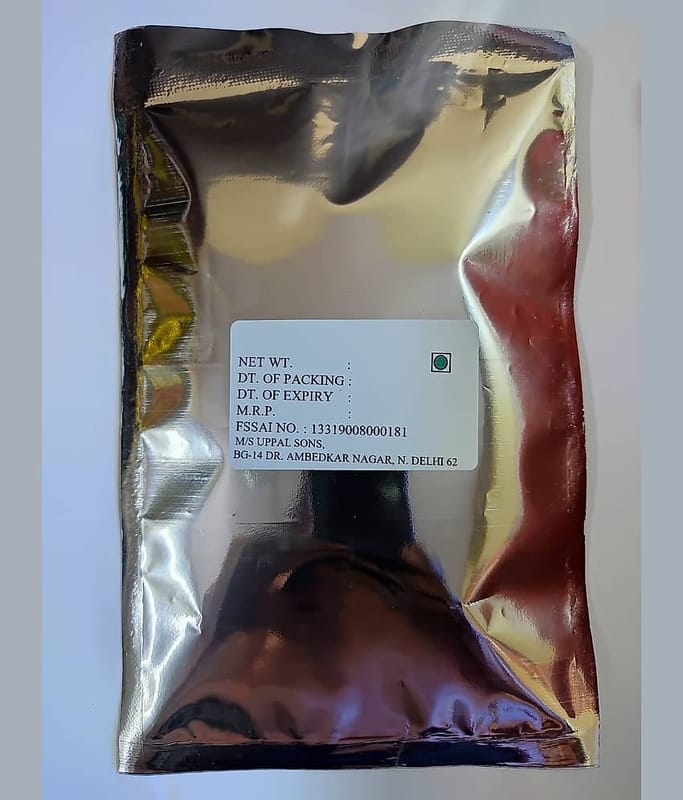 NET WT. :
DT. OF PACKING :
DT. OF EXPIRY :
M.R.P. :
FSSAI NO. : 13319008000181
M/S UPPAL SONS,
BG-14 DR. AMBEDKAR NAGAR, N. DELHI 62